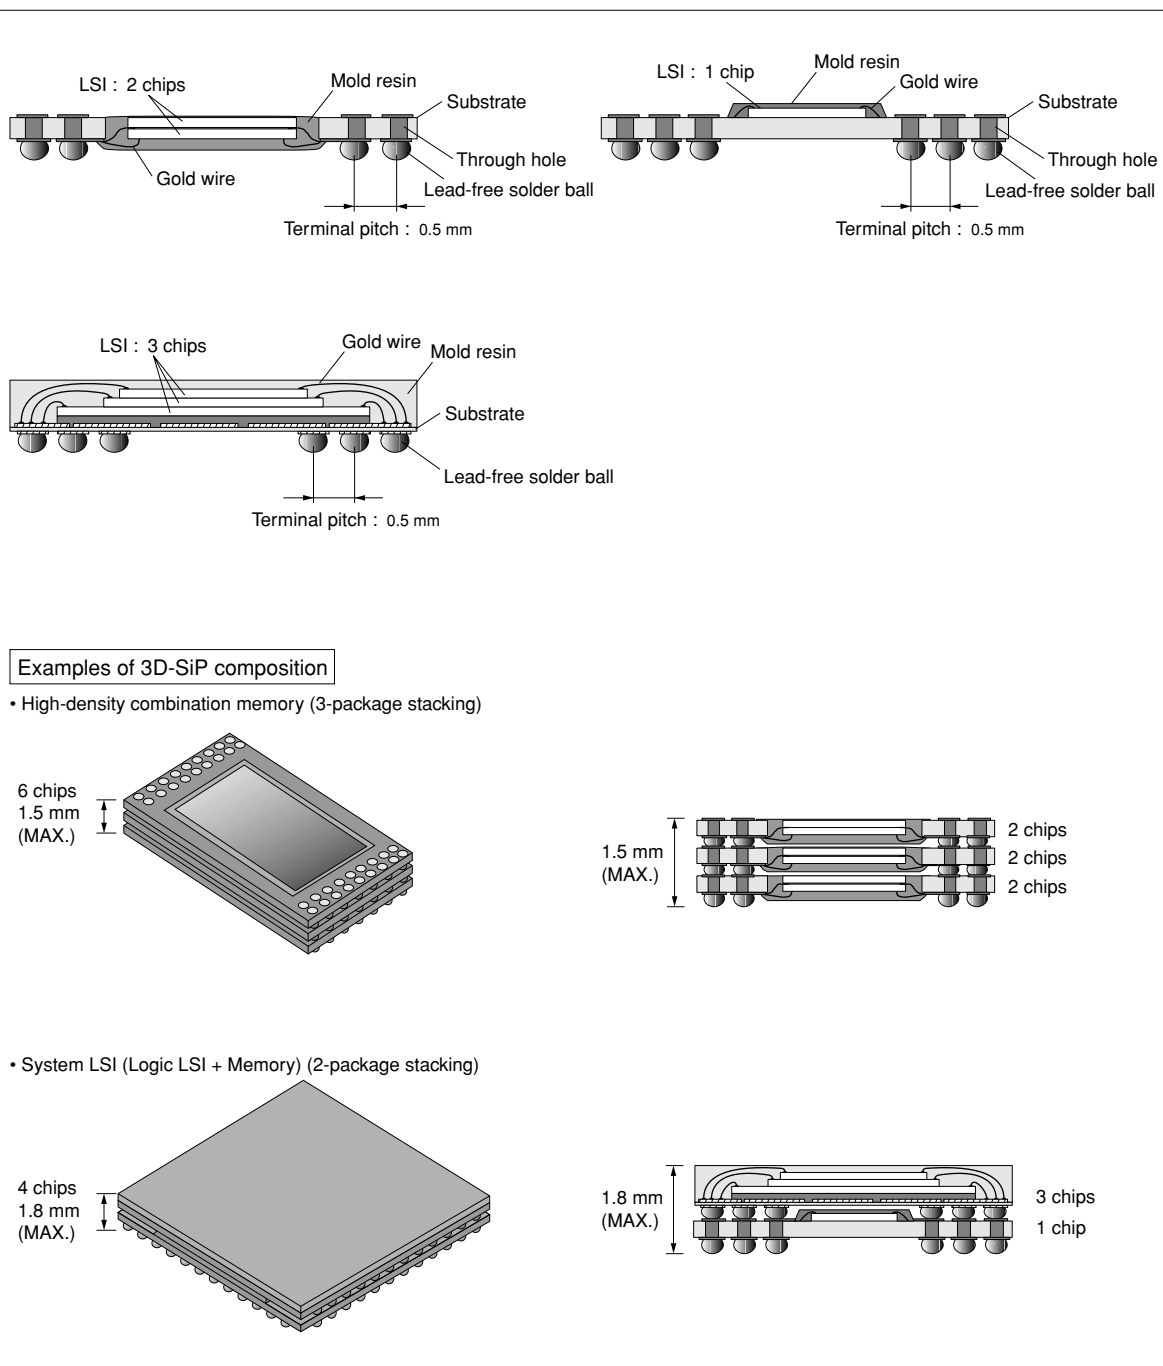 LSI : 2 chips
Mold resin
Substrate
Through hole
Gold wire
Lead-free solder ball
Terminal pitch : 0.5 mm
LSI : 1 chip
Mold resin
Gold wire
Substrate
Through hole
Lead-free solder ball
Terminal pitch : 0.5 mm
LSI : 3 chips
Gold wire
Mold resin
Substrate
Lead-free solder ball
Terminal pitch : 0.5 mm
Examples of 3D-SiP composition
• High-density combination memory (3-package stacking)
6 chips
1.5 mm
(MAX.)
1.5 mm
(MAX.)
2 chips
2 chips
2 chips
• System LSI (Logic LSI + Memory) (2-package stacking)
4 chips
1.8 mm
(MAX.)
1.8 mm
(MAX.)
3 chips
1 chip